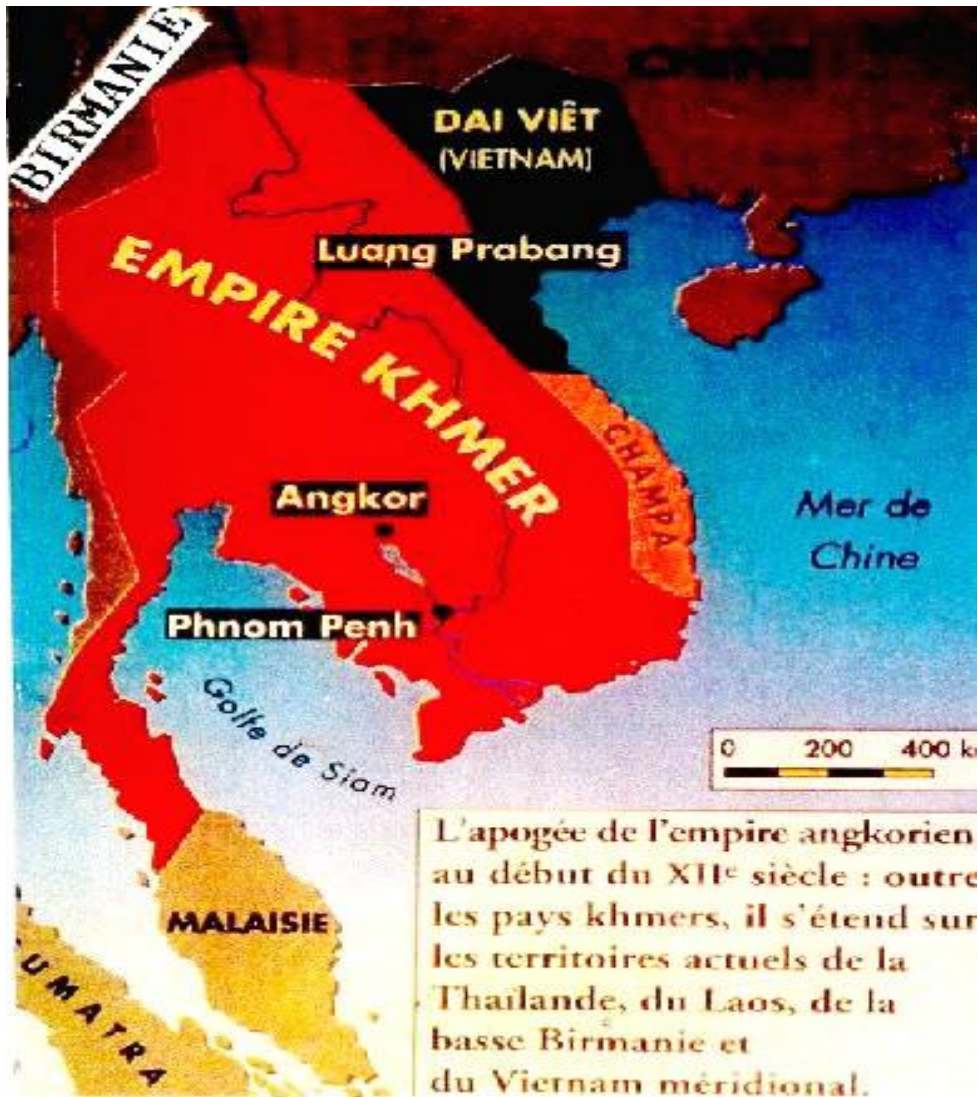 BIRMANIE
CHINE
DAI VIÊT
(VIETNAM)
Luang Prabang
EMPIRE KHMER
CHAMPA
Angkor
Mer de
Chine
Phnom Penh
Golfe de Siam
0 200 400 k
MALAISIE
UMATRA
L'apogée de l'empire angkorien
au début du XIIe siècle : outre
les pays khmers, il s'étend sur
les territoires actuels de la
Thaïlande, du Laos, de la
basse Birmanie et
du Vietnam méridional.